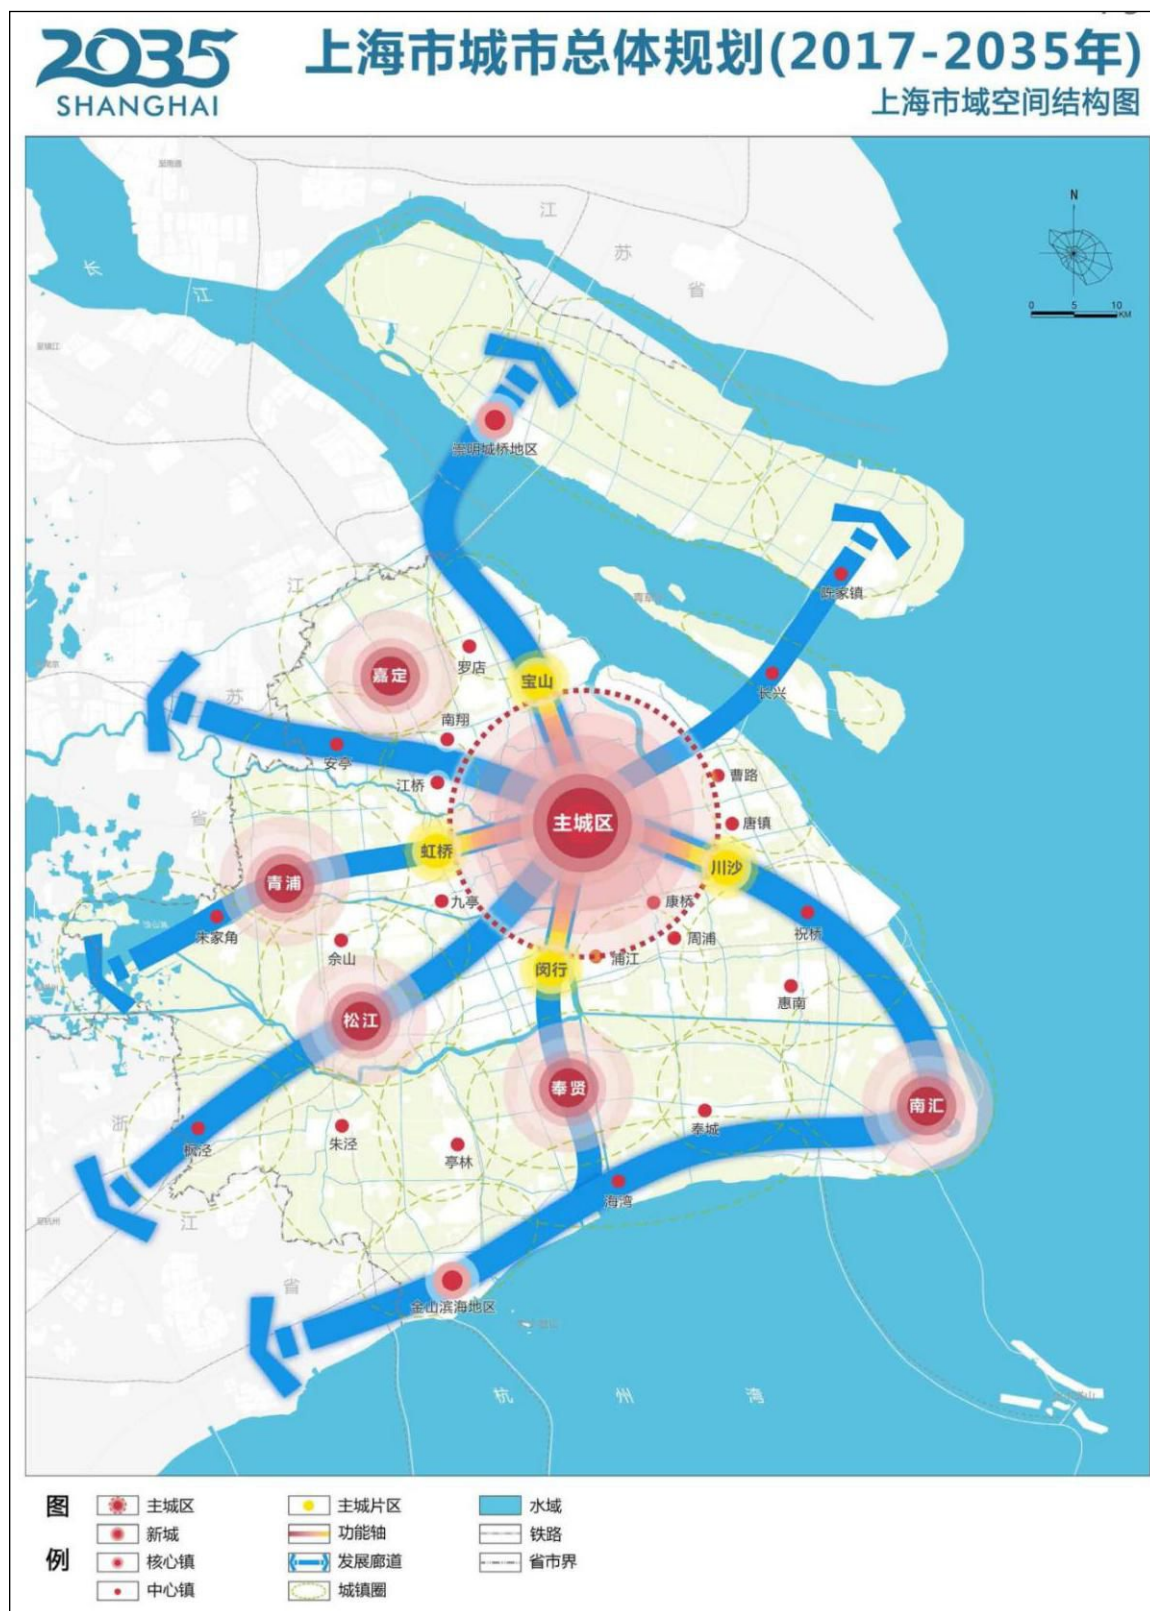 2035
SHANGHAI
上海市城市总体规划(2017-2035年)
上海市域空间结构图
江
苏
省
长
江
N
0 5 10
KM
崇明城桥地区
陈家镇
长兴
江
苏
省
嘉定
罗店
宝山
南翔
安亭
江桥
曹路
主城区
唐镇
虹桥
川沙
青浦
九亭
康桥
祝桥
朱家角
佘山
周浦
浦江
闵行
惠南
松江
奉贤
南汇
浙
江
省
枫泾
朱泾
亭林
奉城
海湾
金山滨海地区
杭 州 湾
图例
主城区
新城
核心镇
中心镇
主城片区
功能轴
发展廊道
城镇圈
水域
铁路
省市界